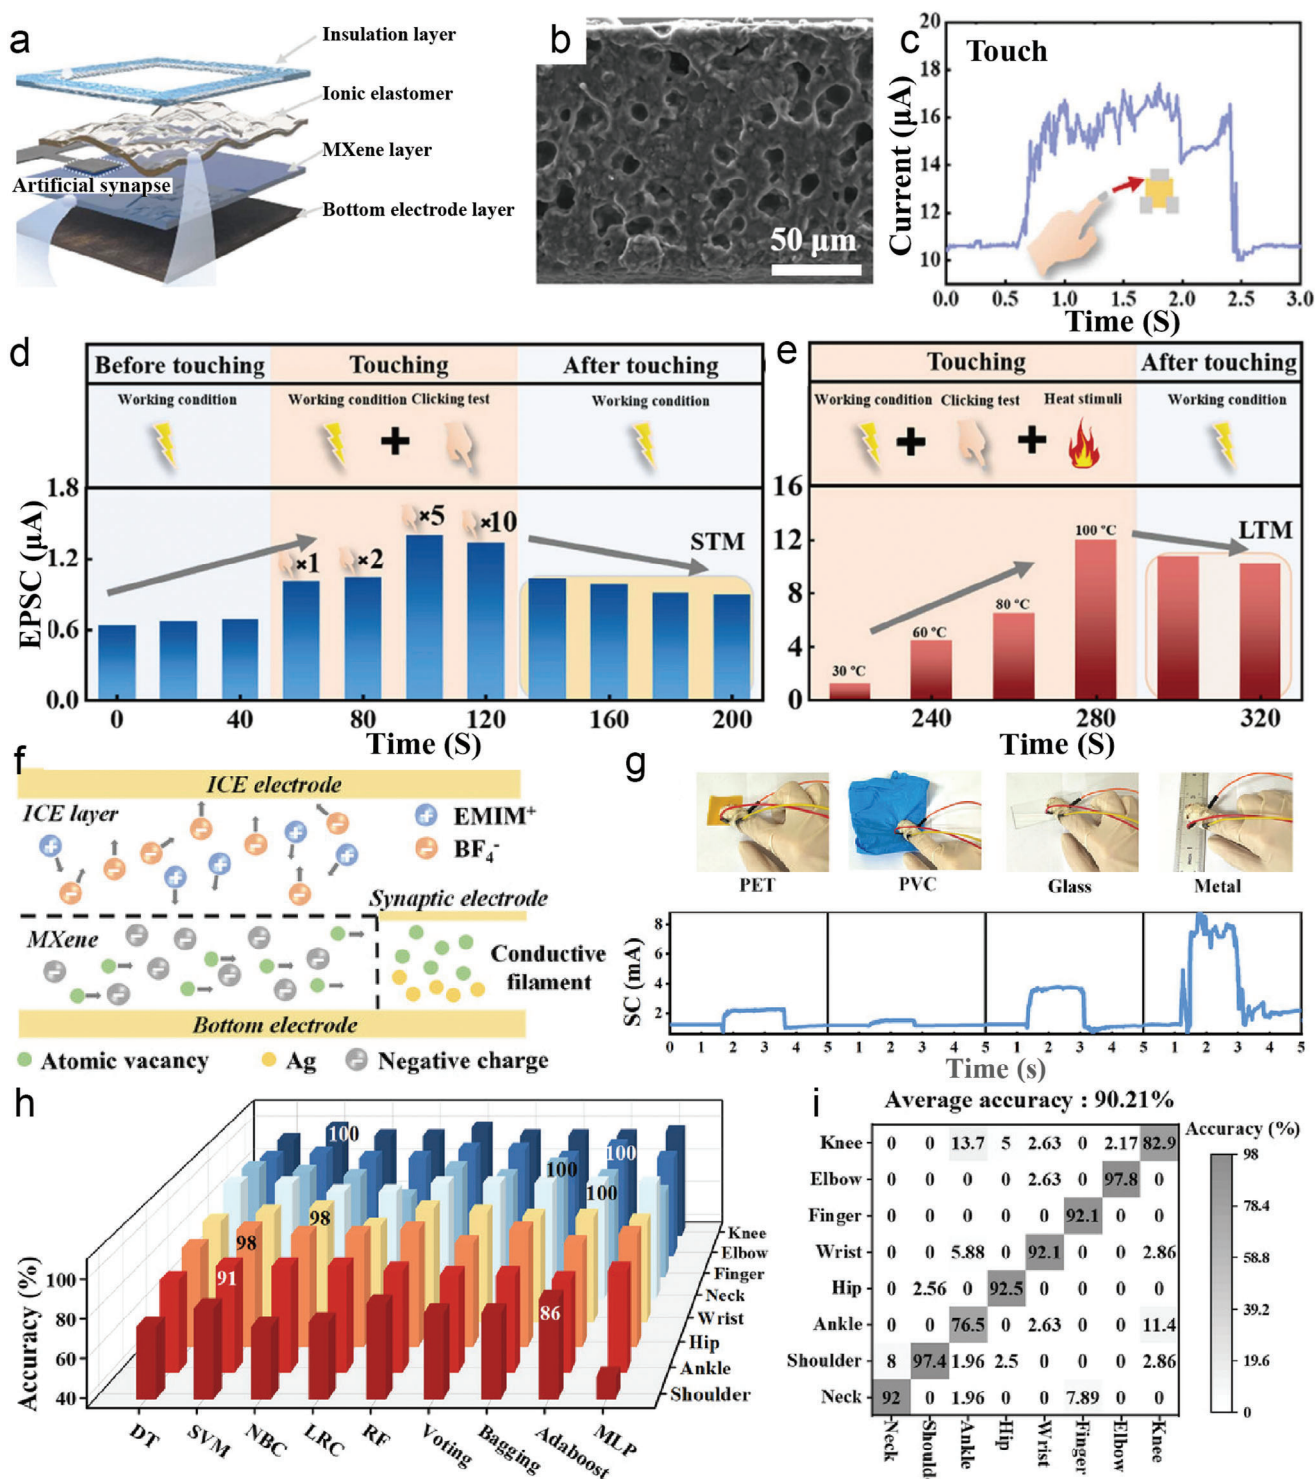 a
Insulation layer
Ionic elastomer
MXene layer
Artificial synapse
Bottom electrode layer
b
50 μm
c
Touch
Current (μA)
20
18
16
14
12
10
0.0 0.5 1.0 1.5 2.0 2.5 3.0
Time (S)
d
Before touching Touching After touching
Working condition Working condition Clicking test Working condition
EPSC (μA)
1.8
1.2
0.6
0.0
×1 ×2 ×5 ×10
STM
0 40 80 120 160 200
Time (S)
e
Touching After touching
Working condition Clicking test Heat stimuli Working condition
16
12
8
4
0
30 °C 60 °C 80 °C 100 °C
LTM
240 280 320
Time (S)
f
ICE electrode
ICE layer
EMIM⁺
BF₄⁻
Synaptic electrode
MXene
Conductive
filament
Bottom electrode
Atomic vacancy Ag Negative charge
g
PET PVC Glass Metal
SC (mA)
8
6
4
2
0 1 2 3 4 5 1 2 3 4 5 1 2 3 4 5 1 2 3 4 5
Time (s)
h
Accuracy (%)
100
80
60
40
100 100
100 100
98 98
91 86
Knee
Elbow
Finger
Neck
Wrist
Hip
Ankle
Shoulder
DT SVM NBC LRC RF Voting Bagging Adaboost MLP
i
Average accuracy : 90.21%
Accuracy (%)
Knee 0 0 13.7 5 2.63 0 2.17 82.9
Elbow 0 0 0 0 2.63 0 97.8 0
Finger 0 0 0 0 0 92.1 0 0
Wrist 0 0 5.88 0 92.1 0 0 2.86
Hip 0 2.56 0 92.5 0 0 0 0
Ankle 0 0 76.5 0 2.63 0 0 11.4
Shoulder 8 97.4 1.96 2.5 0 0 0 2.86
Neck 92 0 1.96 0 0 7.89 0 0
Neck Should Ankle Hip Wrist Finger Elbow Knee
98
78.4
58.8
39.2
19.6
0